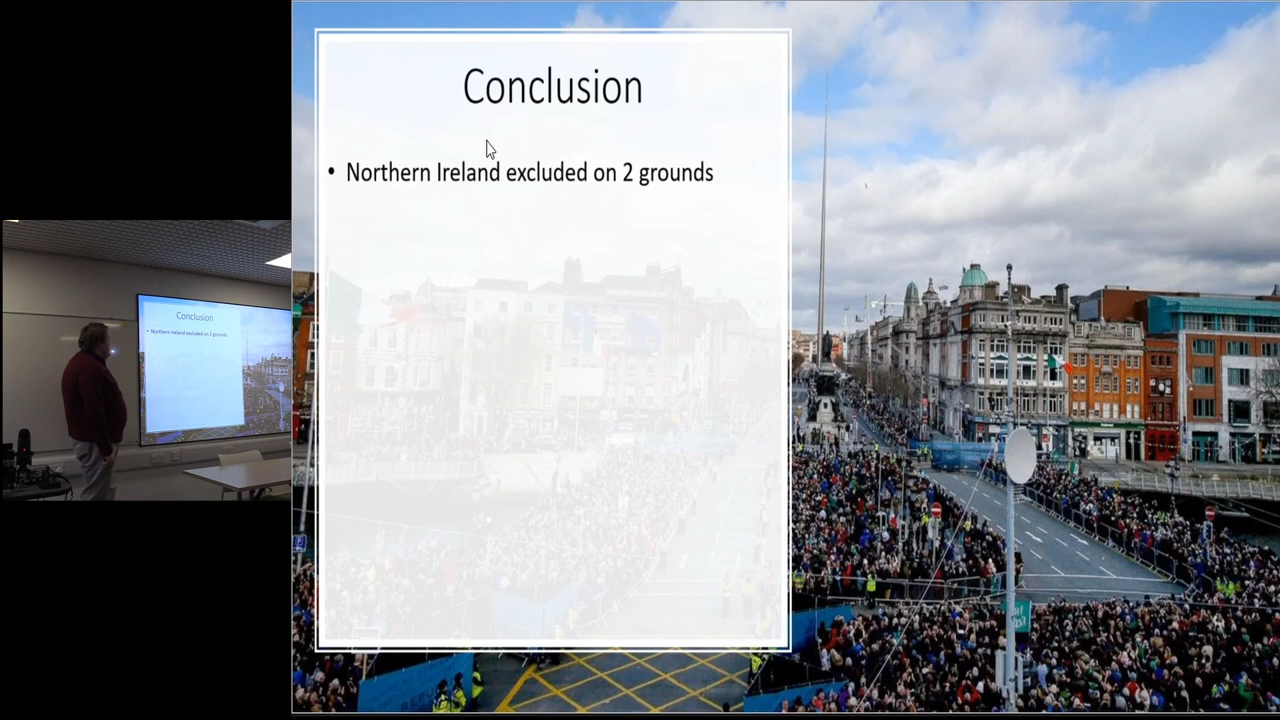 Conclusion
• Northern Ireland excluded on 2 grounds
Conclusion
• Northern Ireland excluded on 2 grounds